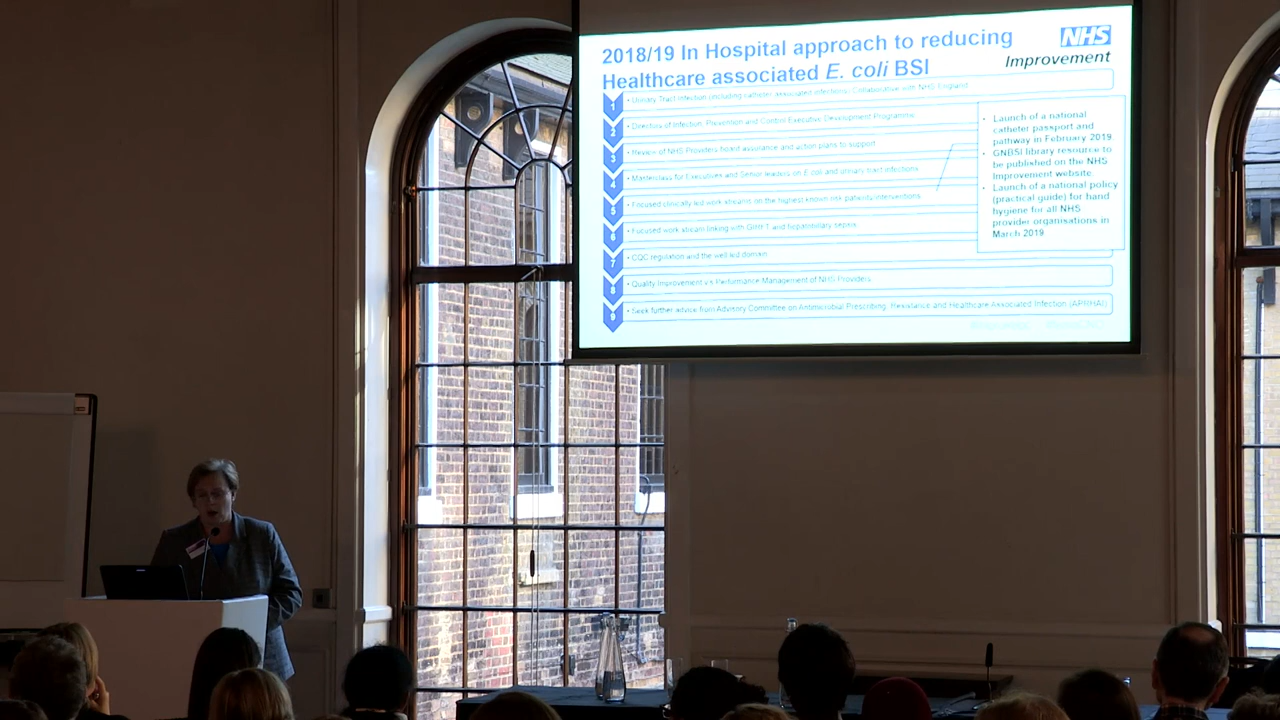 2018/19 In Hospital approach to reducing
Healthcare associated E. coli BSI
NHS
Improvement
1
• Urinary Tract Infection (including catheter associated infections) Collaborative with NHS England
2
• Directors of Infection, Prevention and Control Executive Development Programme
3
• Review of NHS Providers board assurance and action plans to support
4
• Masterclass for Executives and Senior leaders on E coli and urinary tract infections
5
• Focused clinically led work streams on the highest known risk patients/interventions
6
• Focused work stream linking with GIRFT and hepatobiliary sepsis
7
• CQC regulation and the well led domain
8
• Quality Improvement v's Performance Management of NHS Providers
9
• Seek further advice from Advisory Committee on Antimicrobial Prescribing, Resistance and Healthcare Associated Infection (APRHAI)
• Launch of a national
catheter passport and
pathway in February 2019.
• GNBSI library resource to
be published on the NHS
Improvement website.
• Launch of a national policy
(practical guide) for hand
hygiene for all NHS
provider organisations in
March 2019